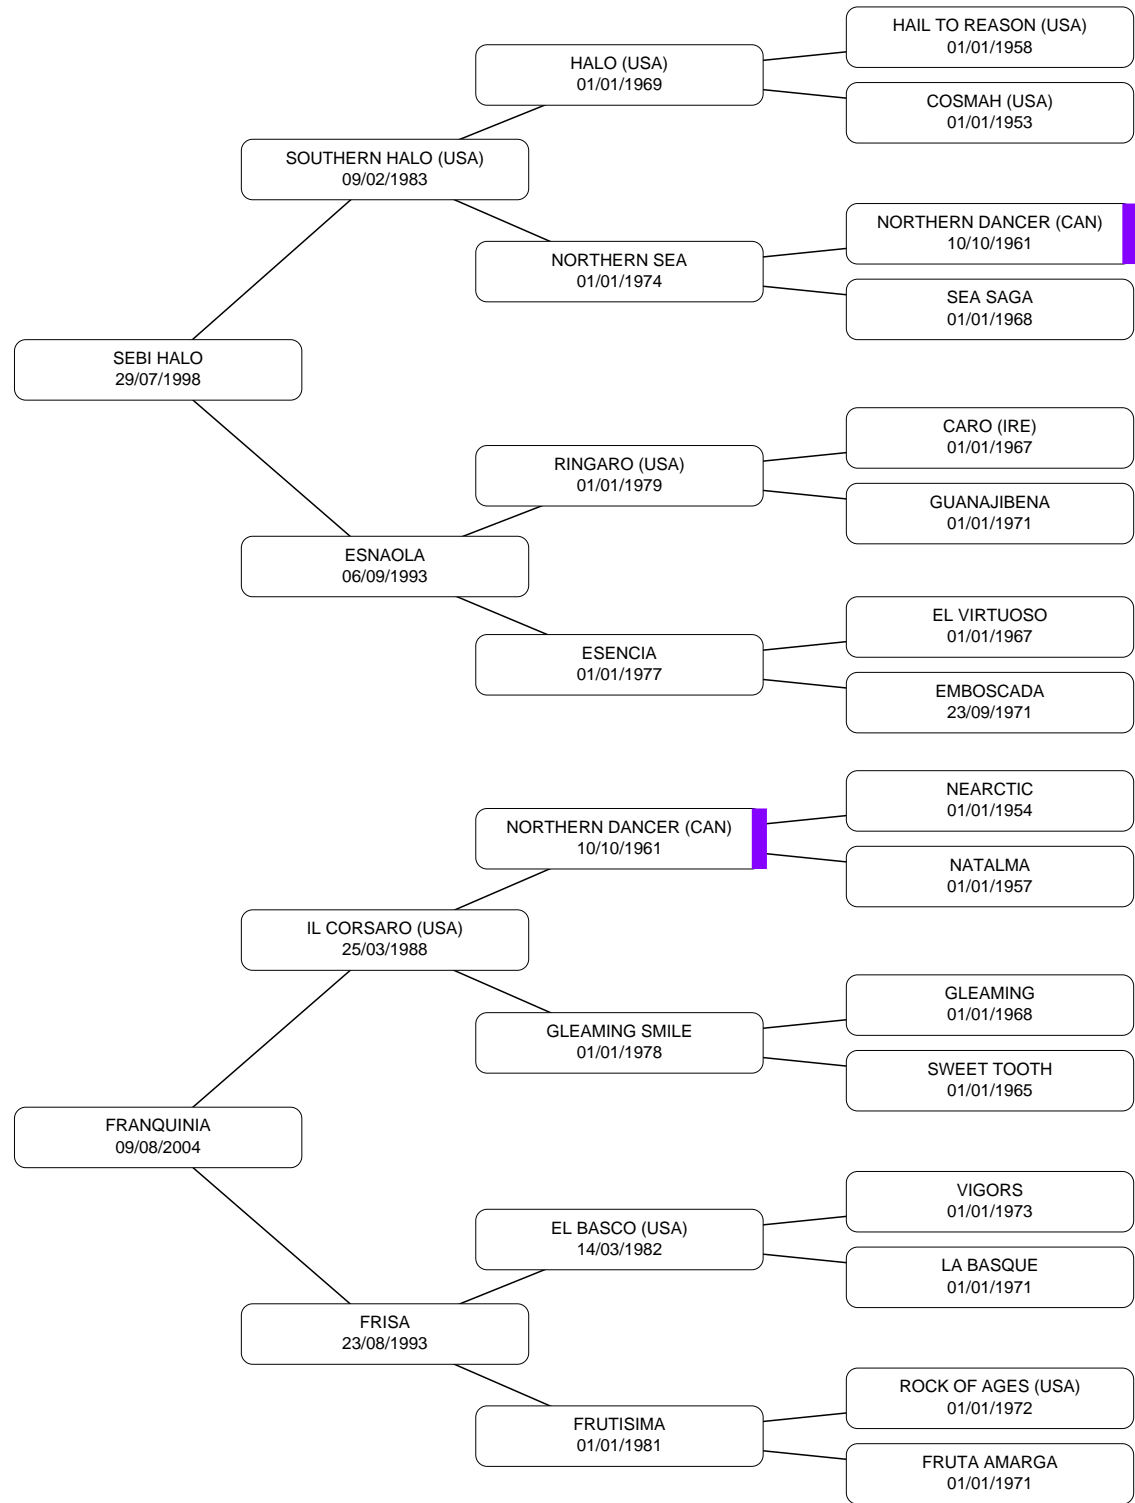 HAIL TO REASON (USA)
01/01/1958
HALO (USA)
01/01/1969
COSMAH (USA)
01/01/1953
SOUTHERN HALO (USA)
09/02/1983
NORTHERN DANCER (CAN)
10/10/1961
NORTHERN SEA
01/01/1974
SEA SAGA
01/01/1968
SEBI HALO
29/07/1998
CARO (IRE)
01/01/1967
RINGARO (USA)
01/01/1979
GUANAJIBENA
01/01/1971
ESNAOLA
06/09/1993
EL VIRTUOSO
01/01/1967
ESENCIA
01/01/1977
EMBOSCADA
23/09/1971
NEARCTIC
01/01/1954
NORTHERN DANCER (CAN)
10/10/1961
NATALMA
01/01/1957
IL CORSARO (USA)
25/03/1988
GLEAMING
01/01/1968
GLEAMING SMILE
01/01/1978
SWEET TOOTH
01/01/1965
FRANQUINIA
09/08/2004
VIGORS
01/01/1973
EL BASCO (USA)
14/03/1982
LA BASQUE
01/01/1971
FRISA
23/08/1993
ROCK OF AGES (USA)
01/01/1972
FRUTISIMA
01/01/1981
FRUTA AMARGA
01/01/1971